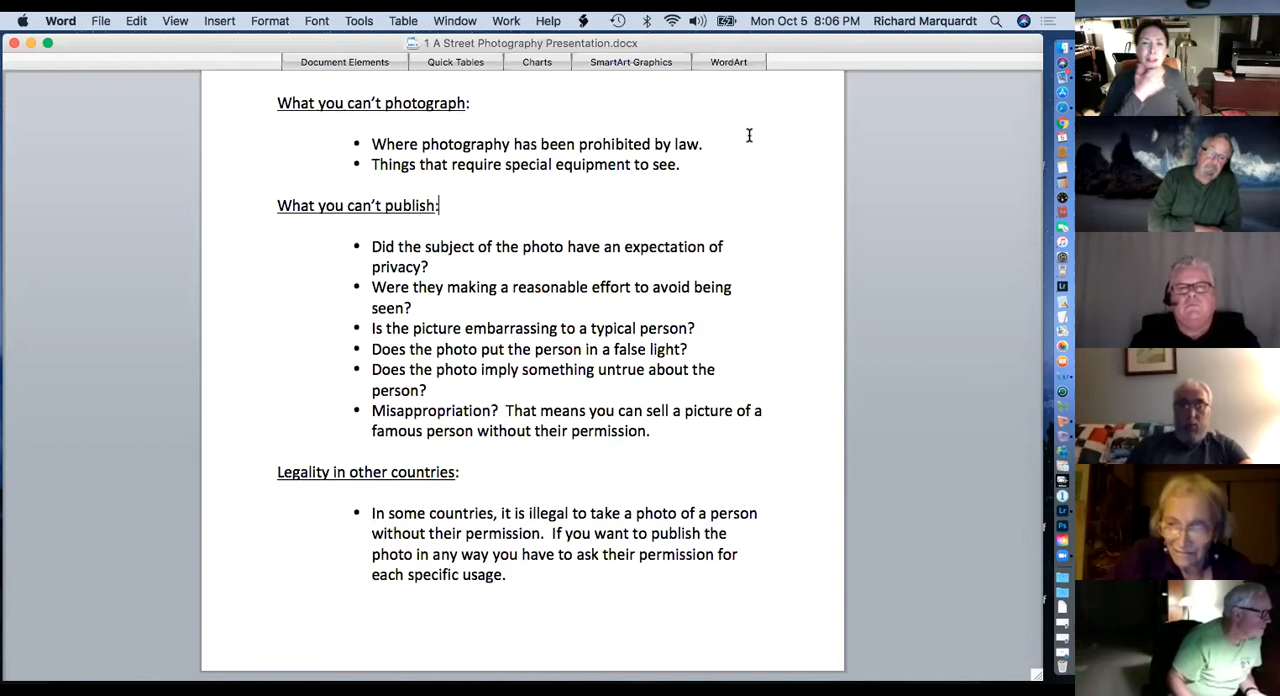 Word File Edit View Insert Format Font Tools Table Window Work Help Mon Oct 5 8:06 PM Richard Marquardt
1 A Street Photography Presentation.docx
Document Elements Quick Tables Charts SmartArt Graphics WordArt
What you can’t photograph:
• Where photography has been prohibited by law.
• Things that require special equipment to see.
What you can’t publish:
• Did the subject of the photo have an expectation of
privacy?
• Were they making a reasonable effort to avoid being
seen?
• Is the picture embarrassing to a typical person?
• Does the photo put the person in a false light?
• Does the photo imply something untrue about the
person?
• Misappropriation?  That means you can sell a picture of a
famous person without their permission.
Legality in other countries:
• In some countries, it is illegal to take a photo of a person
without their permission.  If you want to publish the
photo in any way you have to ask their permission for
each specific usage.